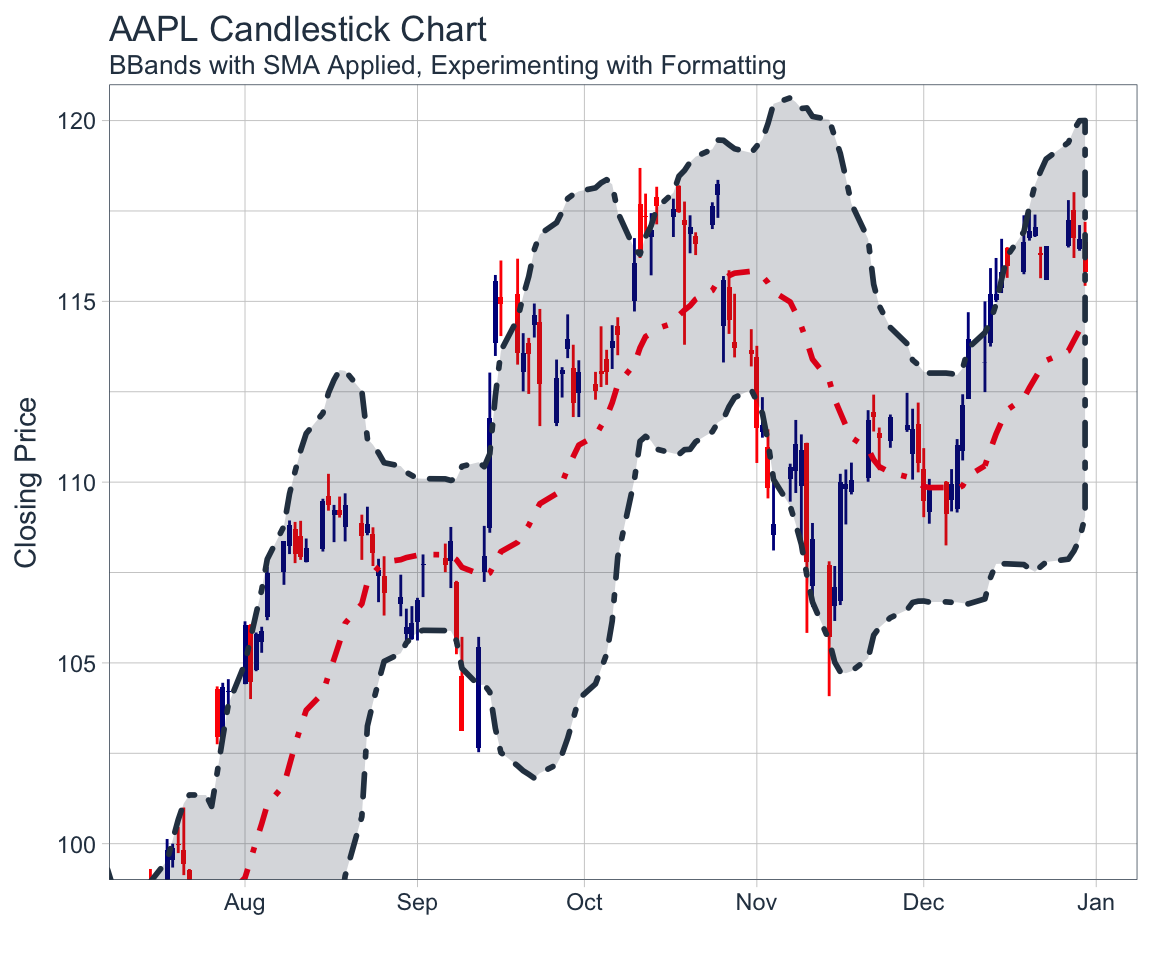 AAPL Candlestick Chart
BBands with SMA Applied, Experimenting with Formatting
Closing Price
120
115
110
105
100
Aug Sep Oct Nov Dec Jan